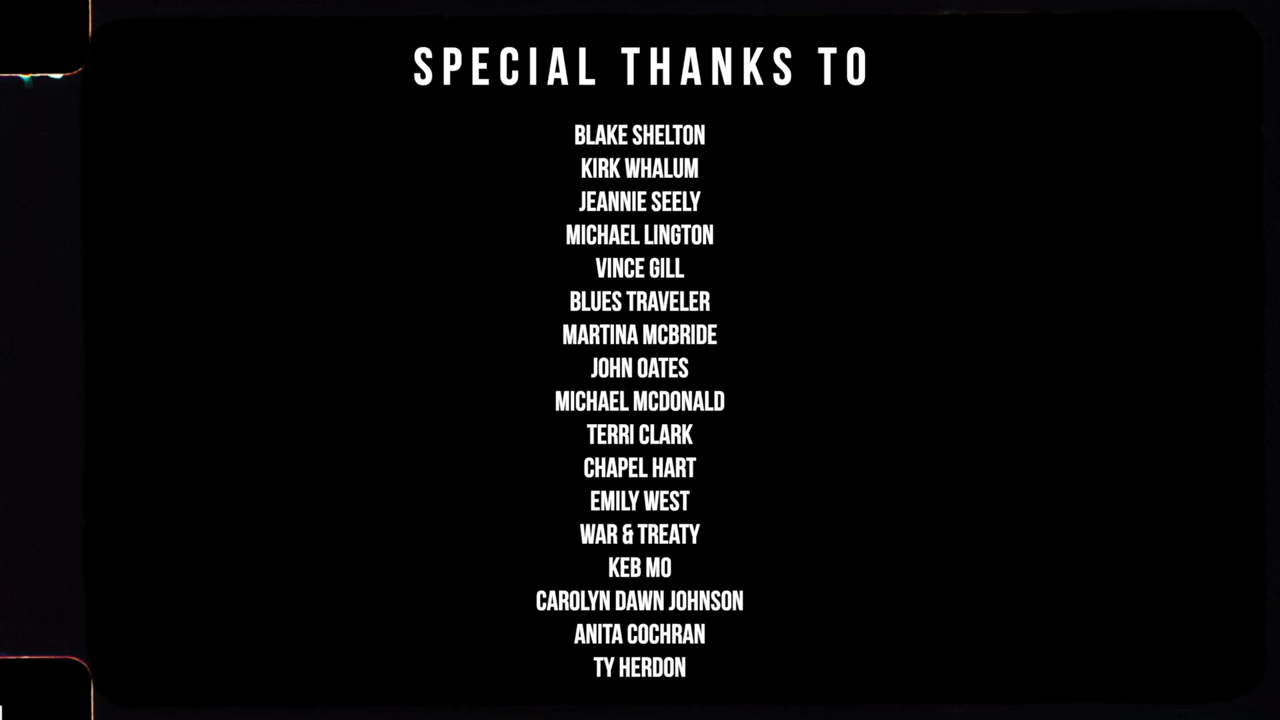 SPECIAL THANKS TO
BLAKE SHELTON
KIRK WHALUM
JEANNIE SEELY
MICHAEL LINGTON
VINCE GILL
BLUES TRAVELER
MARTINA MCBRIDE
JOHN OATES
MICHAEL MCDONALD
TERRI CLARK
CHAPEL HART
EMILY WEST
WAR & TREATY
KEB MO
CAROLYN DAWN JOHNSON
ANITA COCHRAN
TY HERDON